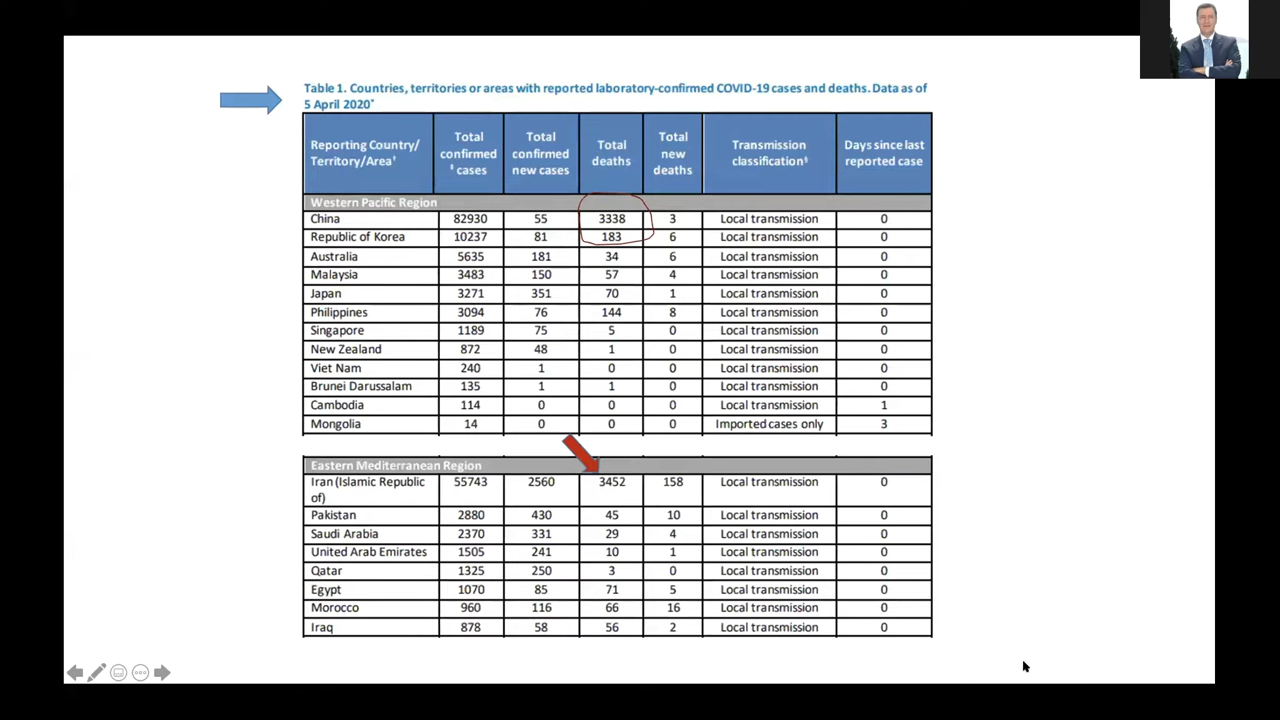 Table 1. Countries, territories or areas with reported laboratory-confirmed COVID-19 cases and deaths. Data as of
5 April 2020*
Reporting Country/ Territory/Area† Total confirmed ‡ cases Total confirmed new cases Total deaths Total new deaths Transmission classification§ Days since last reported case
Western Pacific Region
China 82930 55 3338 3 Local transmission 0
Republic of Korea 10237 81 183 6 Local transmission 0
Australia 5635 181 34 6 Local transmission 0
Malaysia 3483 150 57 4 Local transmission 0
Japan 3271 351 70 1 Local transmission 0
Philippines 3094 76 144 8 Local transmission 0
Singapore 1189 75 5 0 Local transmission 0
New Zealand 872 48 1 0 Local transmission 0
Viet Nam 240 1 0 0 Local transmission 0
Brunei Darussalam 135 1 1 0 Local transmission 0
Cambodia 114 0 0 0 Local transmission 1
Mongolia 14 0 0 0 Imported cases only 3
Eastern Mediterranean Region
Iran (Islamic Republic of) 55743 2560 3452 158 Local transmission 0
Pakistan 2880 430 45 10 Local transmission 0
Saudi Arabia 2370 331 29 4 Local transmission 0
United Arab Emirates 1505 241 10 1 Local transmission 0
Qatar 1325 250 3 0 Local transmission 0
Egypt 1070 85 71 5 Local transmission 0
Morocco 960 116 66 16 Local transmission 0
Iraq 878 58 56 2 Local transmission 0